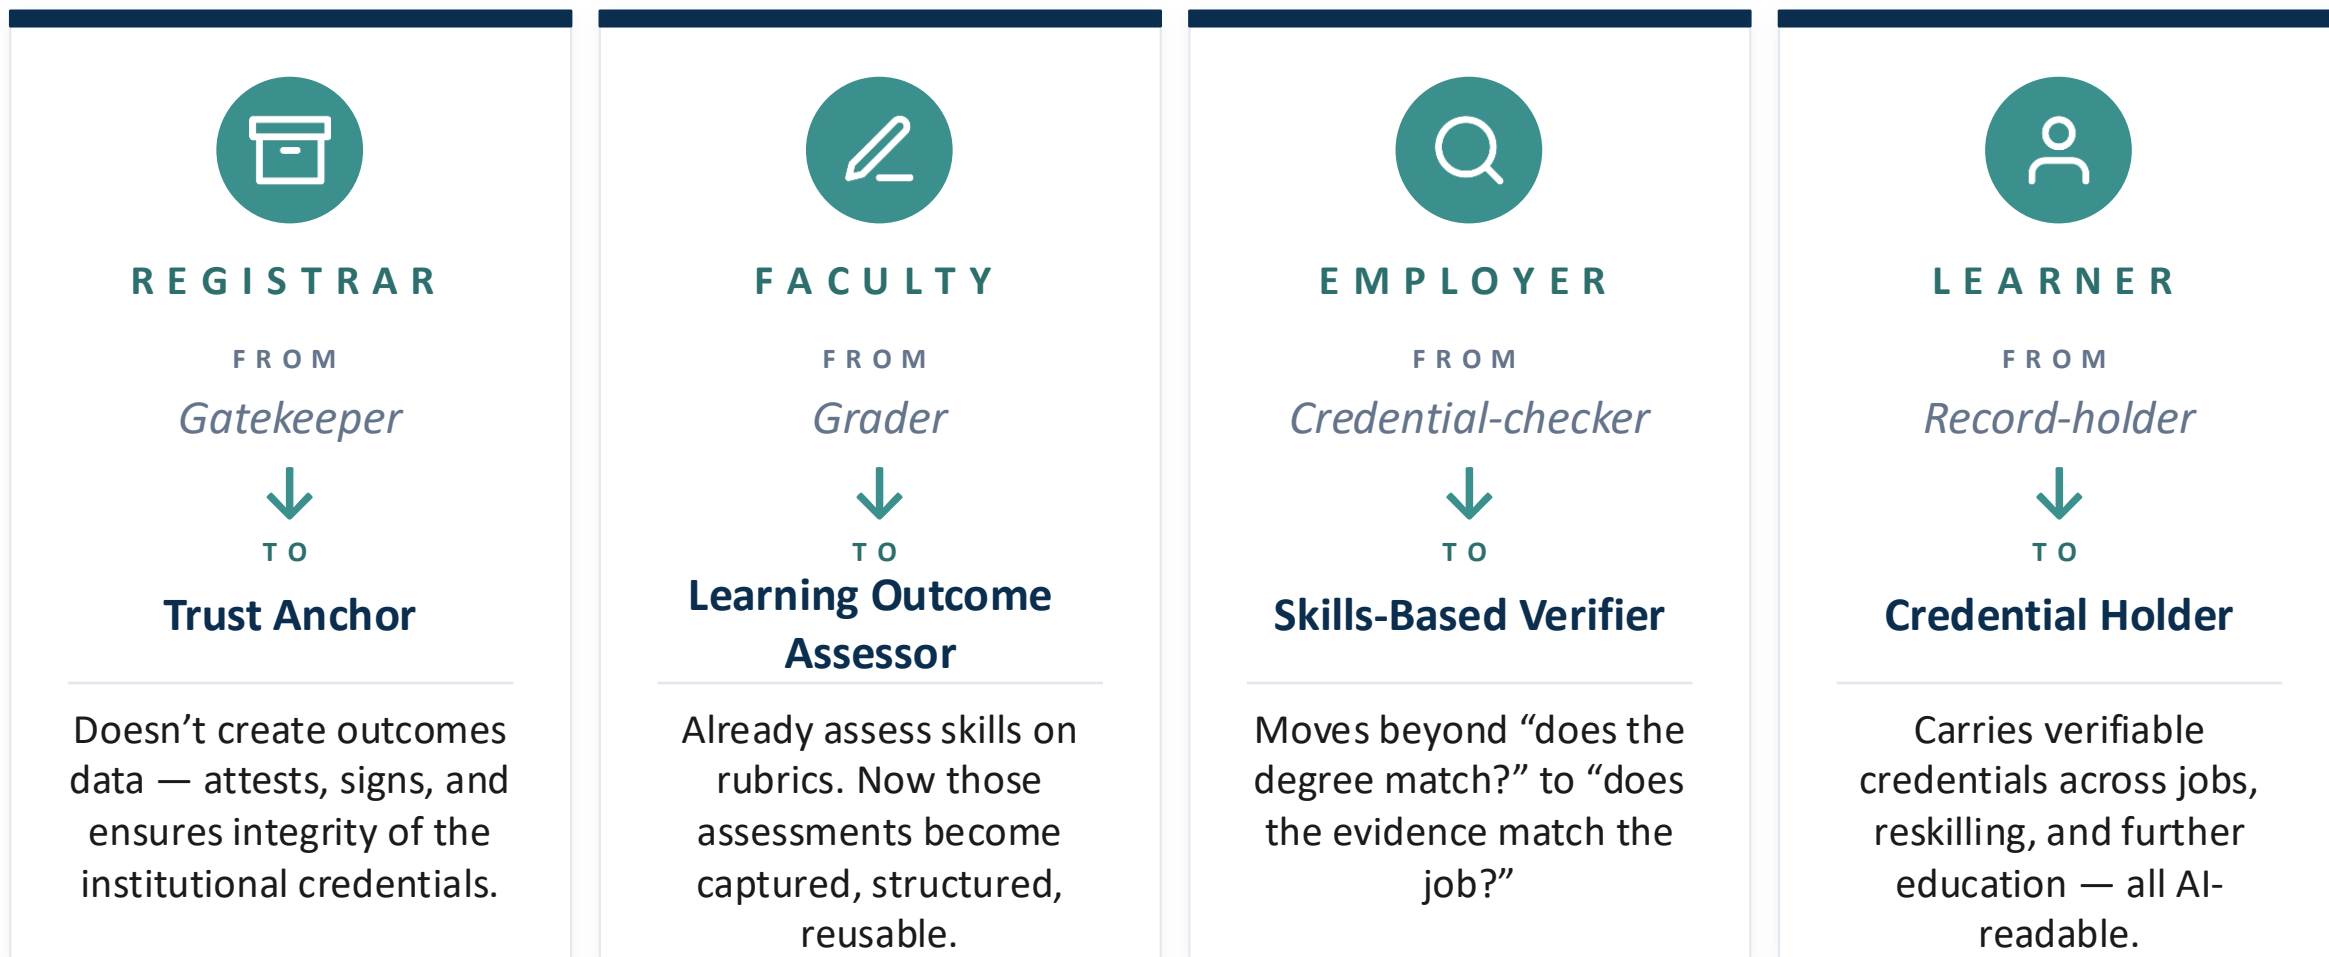 REGISTRAR
FROM
Gatekeeper
TO
Trust Anchor
Doesn’t create outcomes
data — attests, signs, and
ensures integrity of the
institutional credentials.
FACULTY
FROM
Grader
TO
Learning Outcome
Assessor
Already assess skills on
rubrics. Now those
assessments become
captured, structured,
reusable.
EMPLOYER
FROM
Credential-checker
TO
Skills-Based Verifier
Moves beyond “does the
degree match?” to “does
the evidence match the
job?”
LEARNER
FROM
Record-holder
TO
Credential Holder
Carries verifiable
credentials across jobs,
reskilling, and further
education — all AI-
readable.